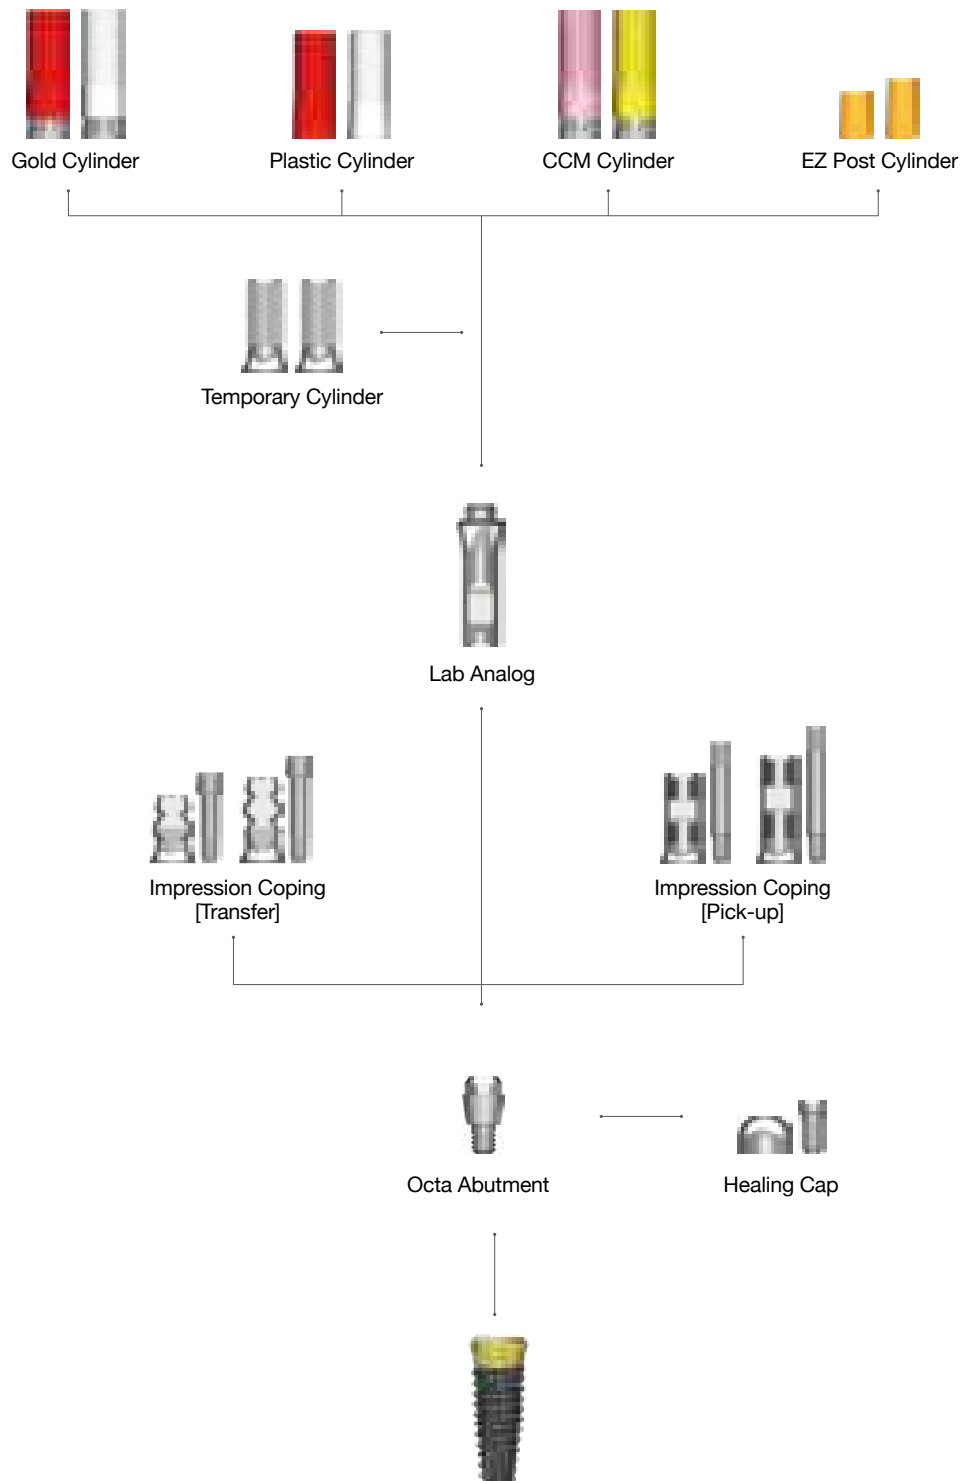 Gold Cylinder
Plastic Cylinder
CCM Cylinder
EZ Post Cylinder
Temporary Cylinder
Lab Analog
Impression Coping
[Transfer]
Impression Coping
[Pick-up]
Octa Abutment
Healing Cap